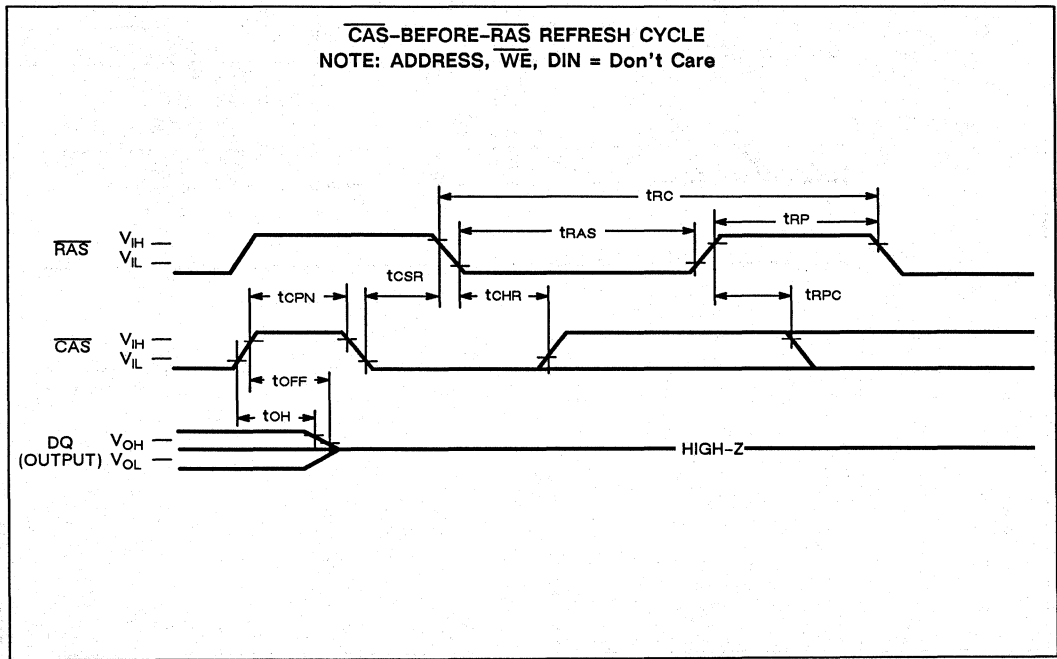 CAS-BEFORE-RAS REFRESH CYCLE
NOTE: ADDRESS, WE, DIN = Don't Care
tRC
tRP
tRAS
RAS
VIH
VIL
tCSR
tCPN
tCHR
tRPC
CAS
VIH
VIL
tOFF
tOH
DQ
(OUTPUT)
VOH
VOL
HIGH-Z